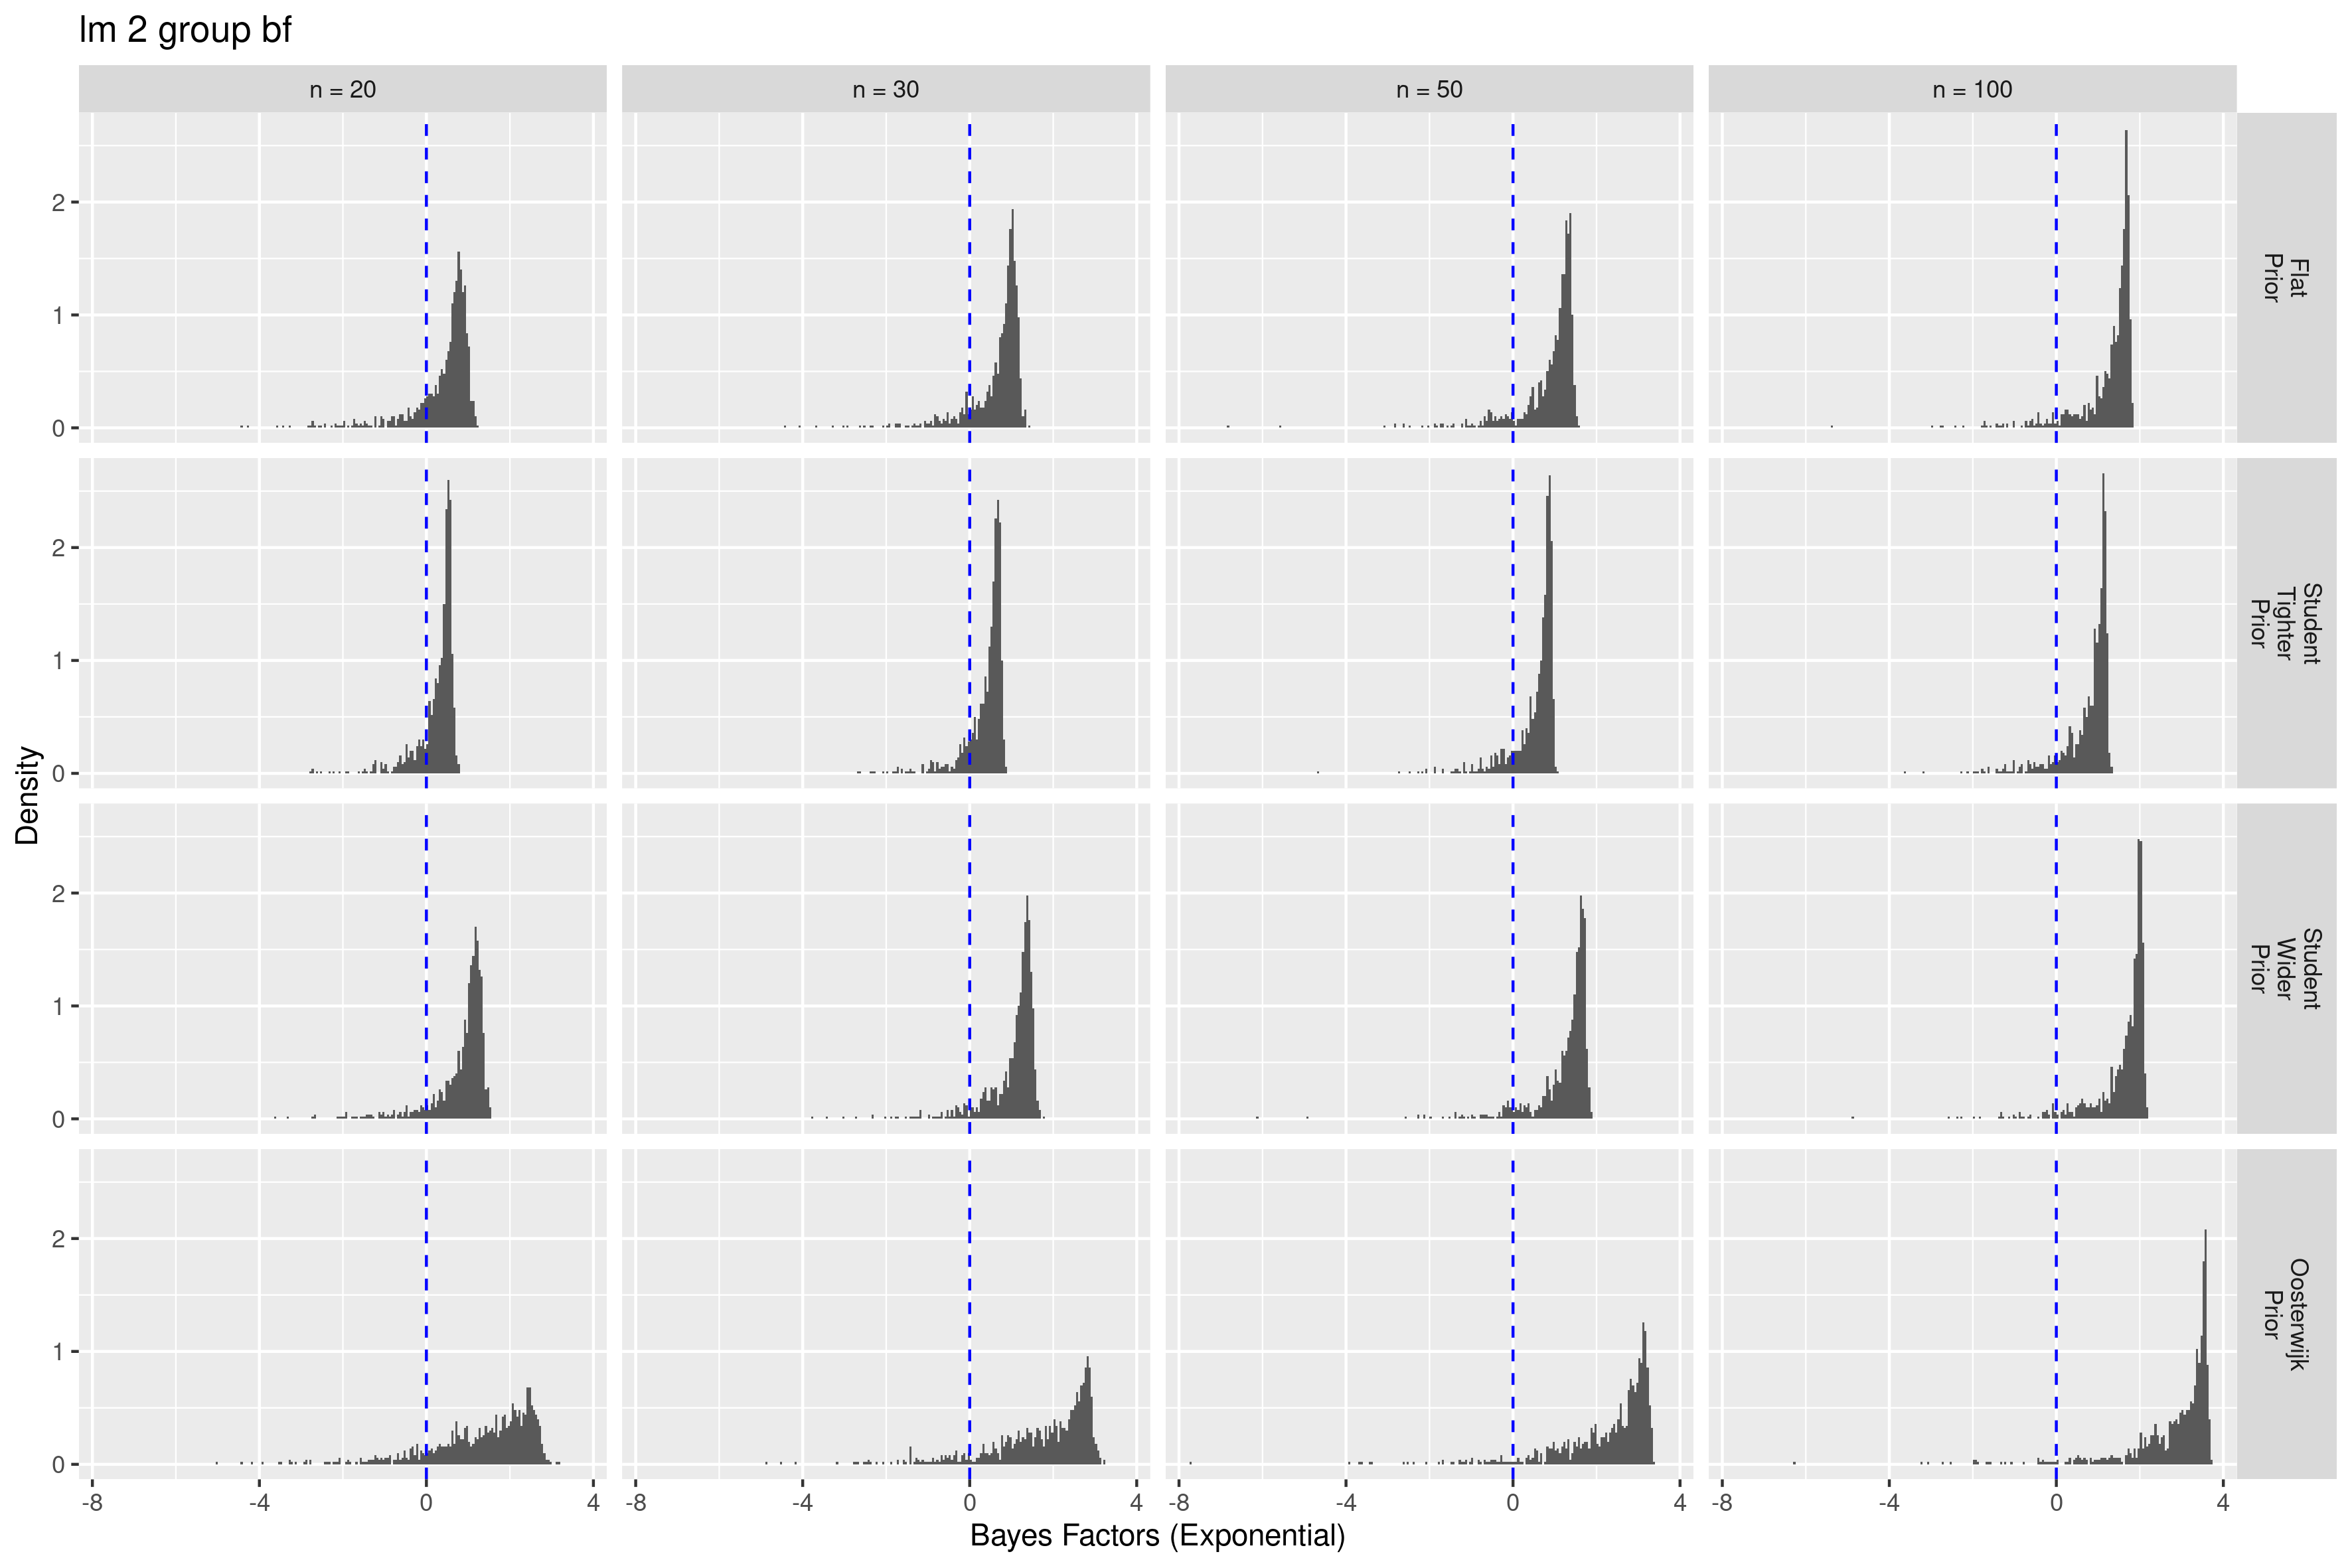 lm 2 group bf
n = 20
n = 30
n = 50
n = 100
2
1
0
Flat
Prior
2
1
0
Student
Tighter
Prior
Density
2
1
0
Student
Wider
Prior
2
1
0
Oosterwijk
Prior
-8 -4 0 4
-8 -4 0 4
-8 -4 0 4
-8 -4 0 4
Bayes Factors (Exponential)